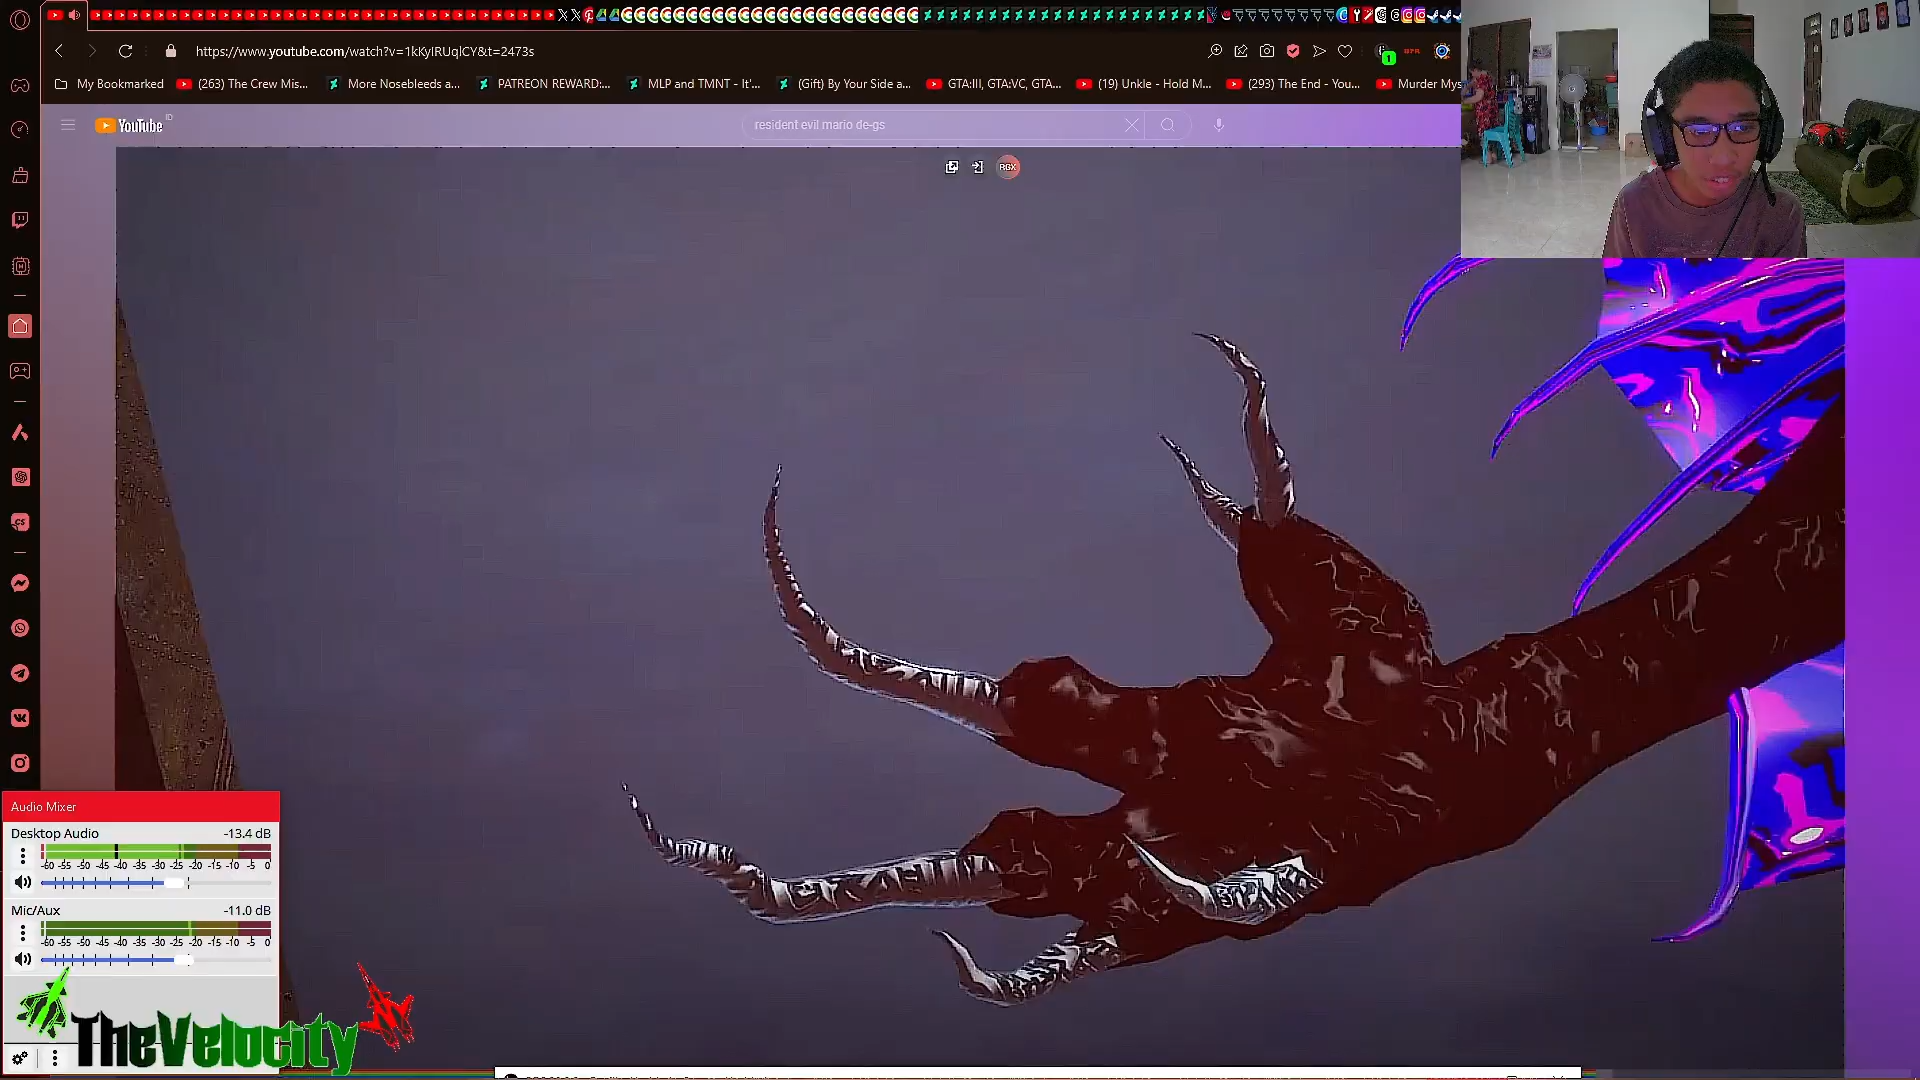 https://www.youtube.com/watch?v=1kKyIRUqlCY&t=2473s
1
My Bookmarked
(263) The Crew Mis...
More Nosebleeds a...
PATREON REWARD:...
MLP and TMNT - It'...
(Gift) By Your Side a...
GTA:III, GTA:VC, GTA...
(19) Unkle - Hold M...
(293) The End - You...
Murder Mys
YouTube ID
resident evil mario de-gs
RGX
CS
Audio Mixer
Desktop Audio -13.4 dB
-60 -55 -50 -45 -40 -35 -30 -25 -20 -15 -10 -5 0
Mic/Aux -11.0 dB
-60 -55 -50 -45 -40 -35 -30 -25 -20 -15 -10 -5 0
TheVelocity